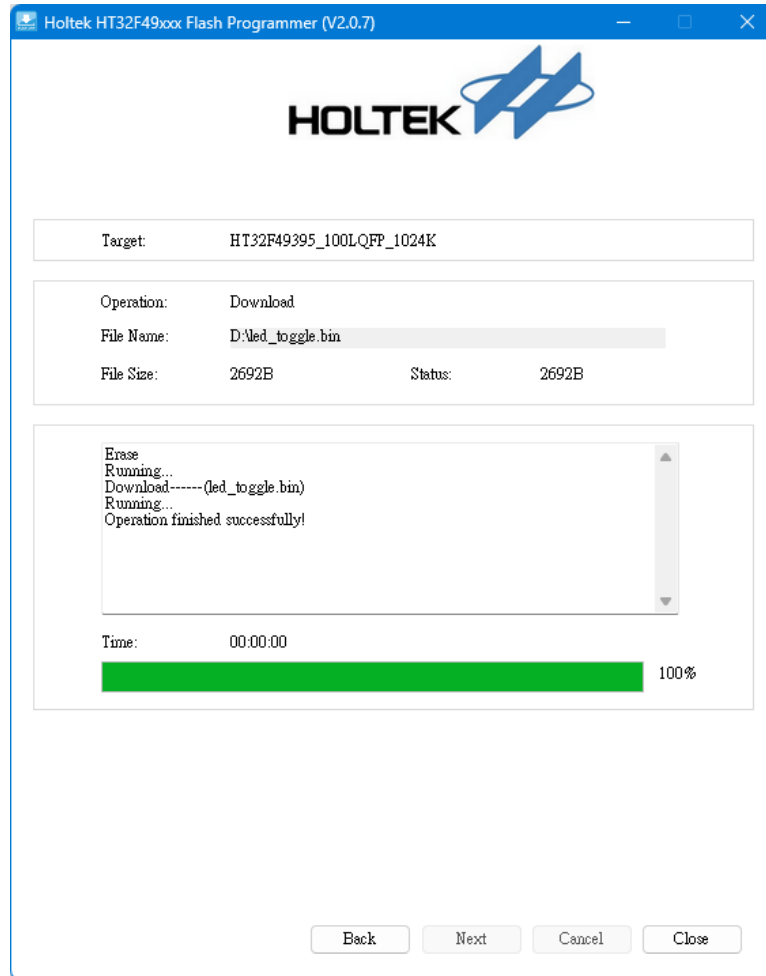 Holtek HT32F49xxx Flash Programmer (V2.0.7)
HOLTEK
Target: HT32F49395_100LQFP_1024K
Operation: Download
File Name: D:\led_toggle.bin
File Size: 2692B Status: 2692B
Erase
Running...
Download------(led_toggle.bin)
Running...
Operation finished successfully!
Time: 00:00:00
100%
Back Next Cancel Close